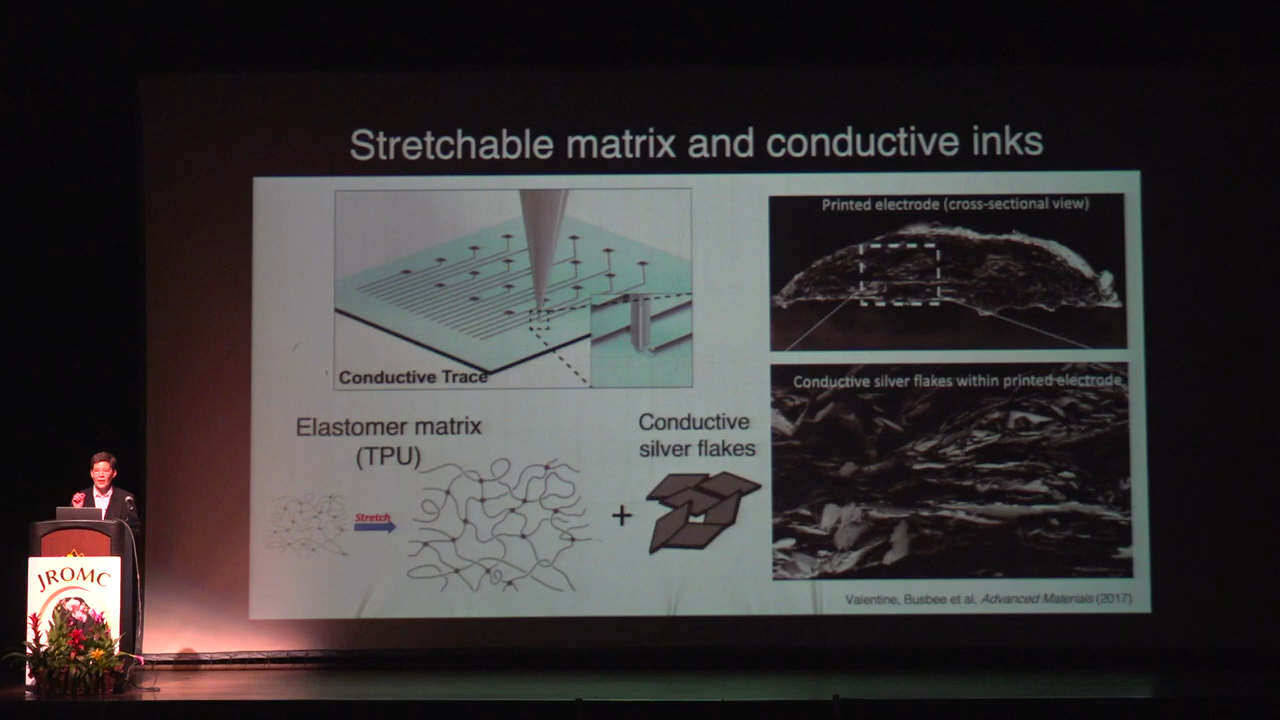 Stretchable matrix and conductive inks
Conductive Trace
Elastomer matrix
(TPU)
Stretch
+
Conductive
silver flakes
Printed electrode (cross-sectional view)
Conductive silver flakes within printed electrode
Valentine, Busbee et al, Advanced Materials (2017)
JROMC